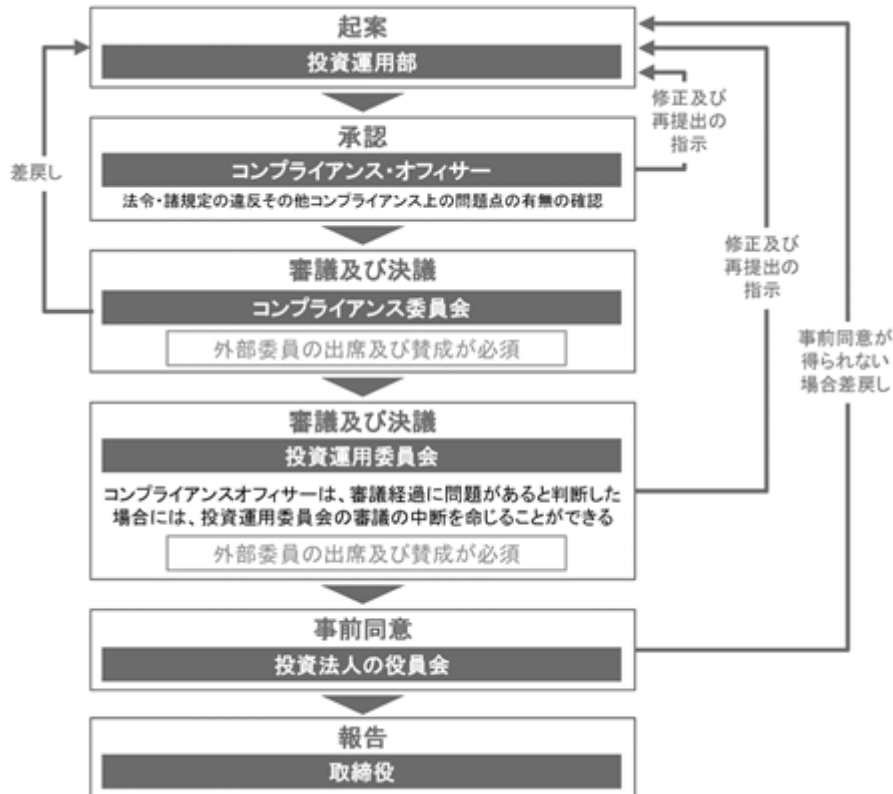 起案
投資運用部
修正及び
再提出の
指示
承認
コンプライアンス・オフィサー
法令・諸規定の違反その他コンプライアンス上の問題点の有無の確認
差戻し
審議及び決議
コンプライアンス委員会
外部委員の出席及び賛成が必須
修正及び
再提出の
指示
事前同意が
得られない
場合差戻し
審議及び決議
投資運用委員会
コンプライアンスオフィサーは、審議経過に問題があると判断した
場合には、投資運用委員会の審議の中断を命じることができる
外部委員の出席及び賛成が必須
事前同意
投資法人の役員会
報告
取締役